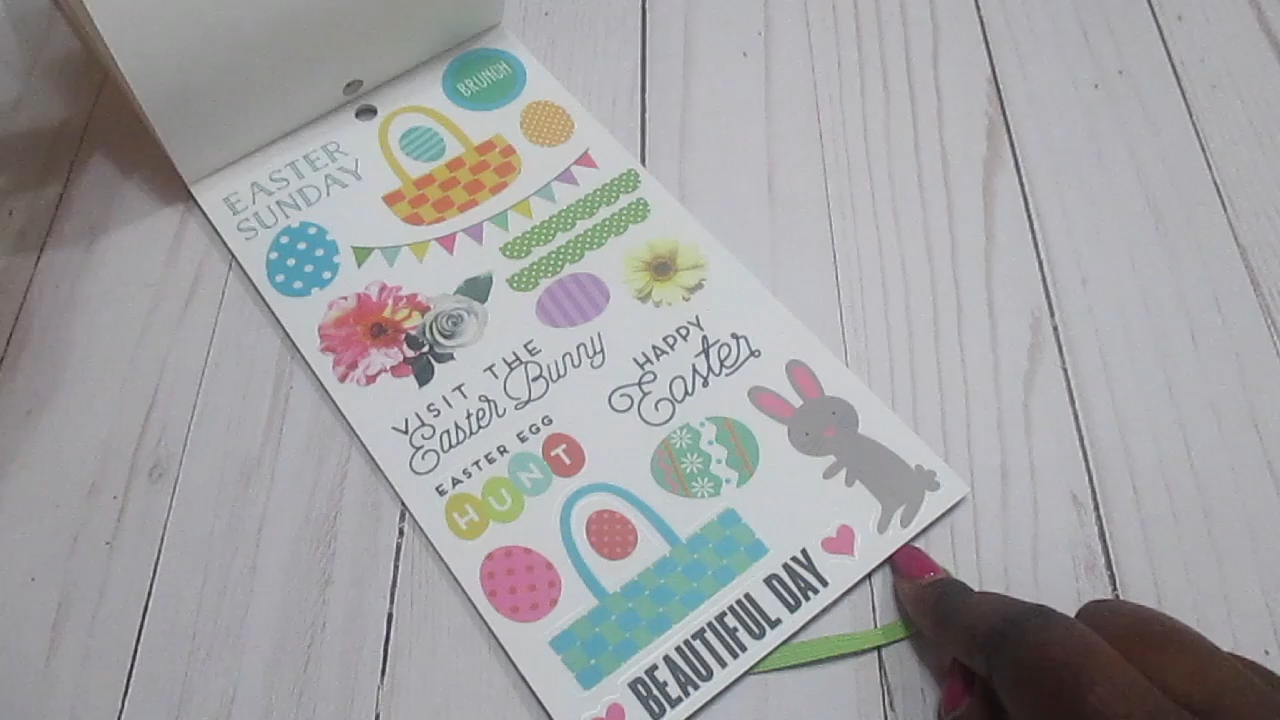 BRUNCH
EASTER
SUNDAY
VISIT THE
Easter Bunny
HAPPY
Easter
EASTER EGG
HUNT
BEAUTIFUL DAY